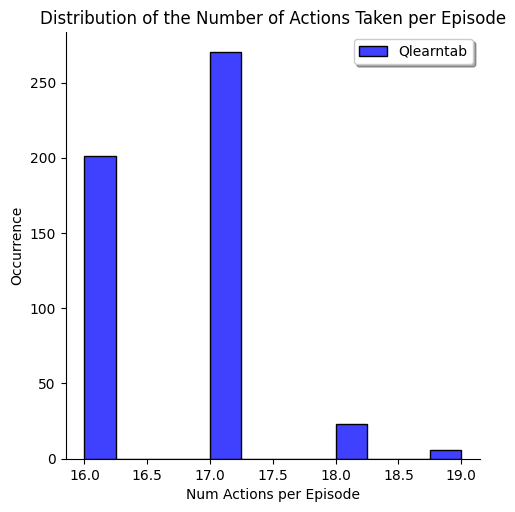 Distribution of the Number of Actions Taken per Episode
Qlearntab
Occurrence
250
200
150
100
50
0
16.0 16.5 17.0 17.5 18.0 18.5 19.0
Num Actions per Episode